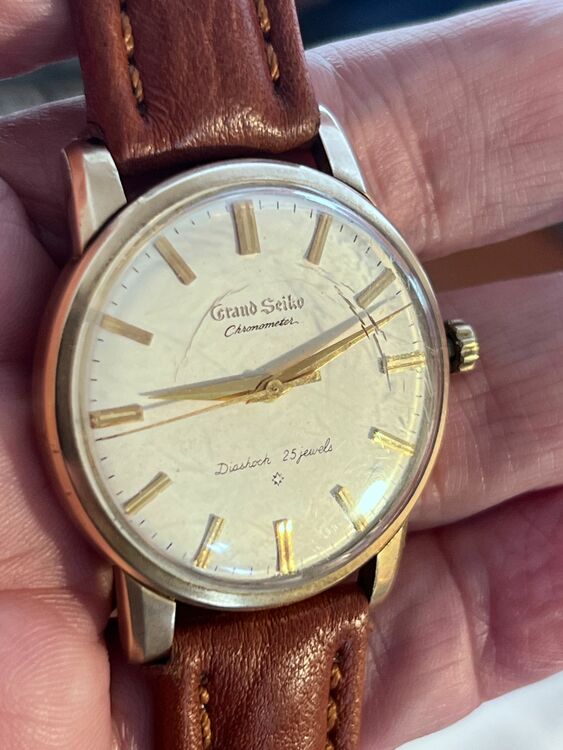 Grand Seiko
Chronometer
Diashock 25 jewels